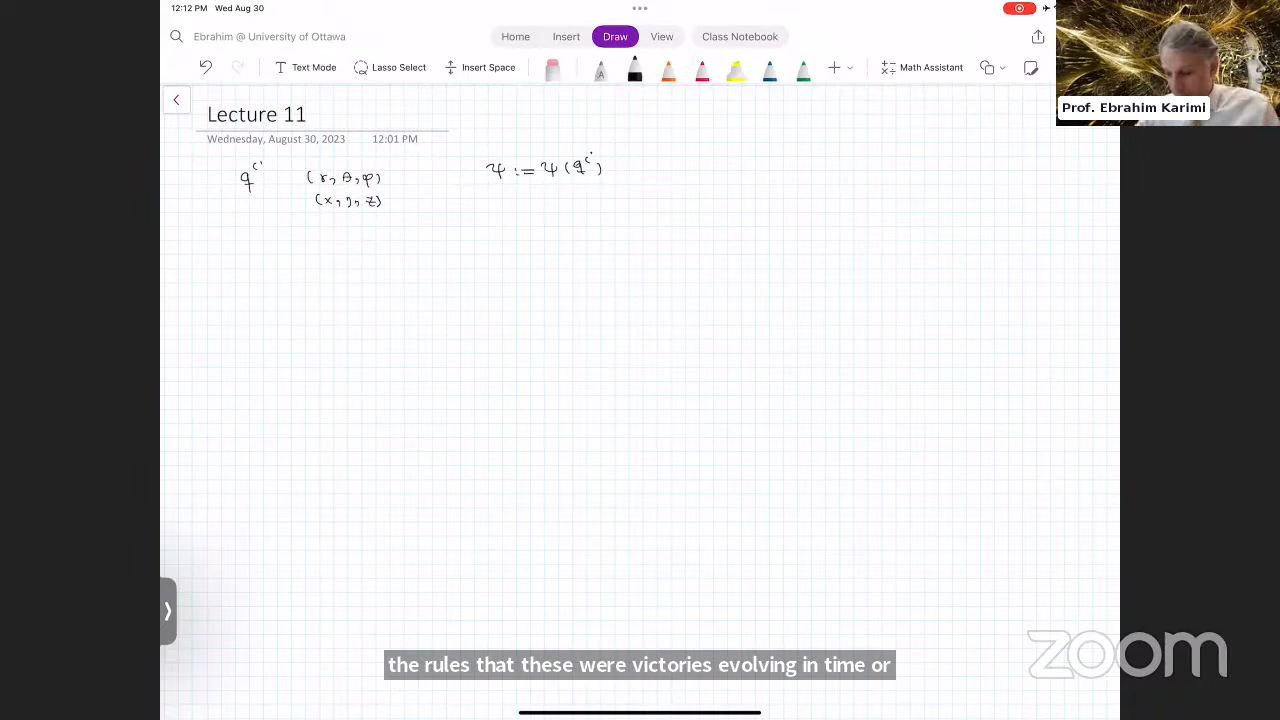 12:12 PM Wed Aug 30
Ebrahim @ University of Ottawa
Home Insert Draw View Class Notebook
Text Mode Lasso Select Insert Space Math Assistant
Prof. Ebrahim Karimi
Lecture 11
Wednesday, August 30, 2023 12:01 PM
qⁱ (r, θ, φ) ψ := ψ(qⁱ)
(x, y, z)
the rules that these were victories evolving in time or
zoom